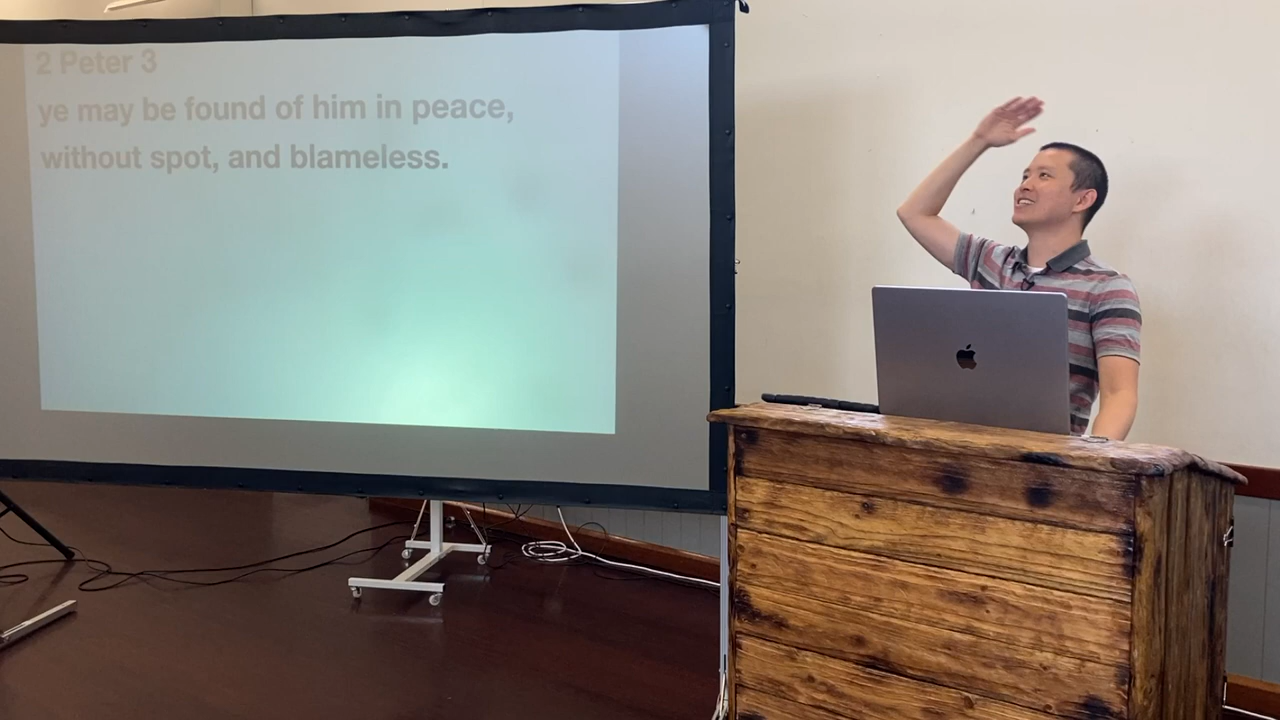 2 Peter 3
ye may be found of him in peace,
without spot, and blameless.